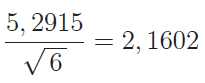 5,2915
√6 = 2,1602